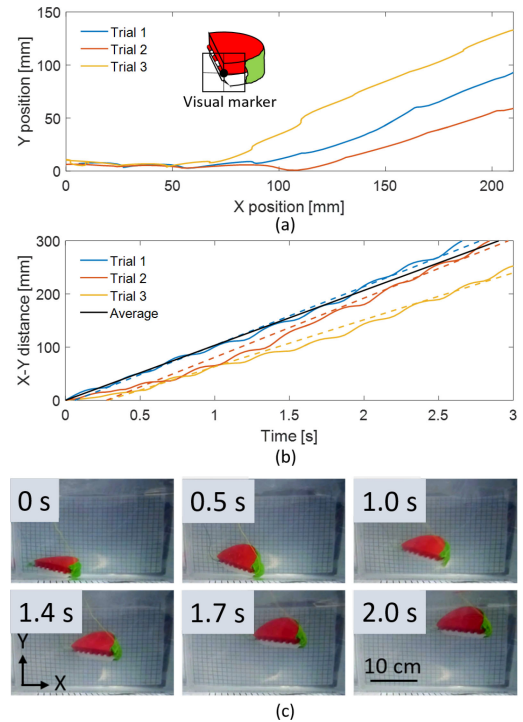 150
Trial 1
Trial 2
Trial 3
100
Visual marker
50
0
Y position [mm]
0 50 100 150 200
X position [mm]
(a)
300
Trial 1
Trial 2
Trial 3
Average
200
100
0
X-Y distance [mm]
0 0.5 1 1.5 2 2.5 3
Time [s]
(b)
0 s 0.5 s 1.0 s
1.4 s 1.7 s 2.0 s
Y
X
10 cm
(c)